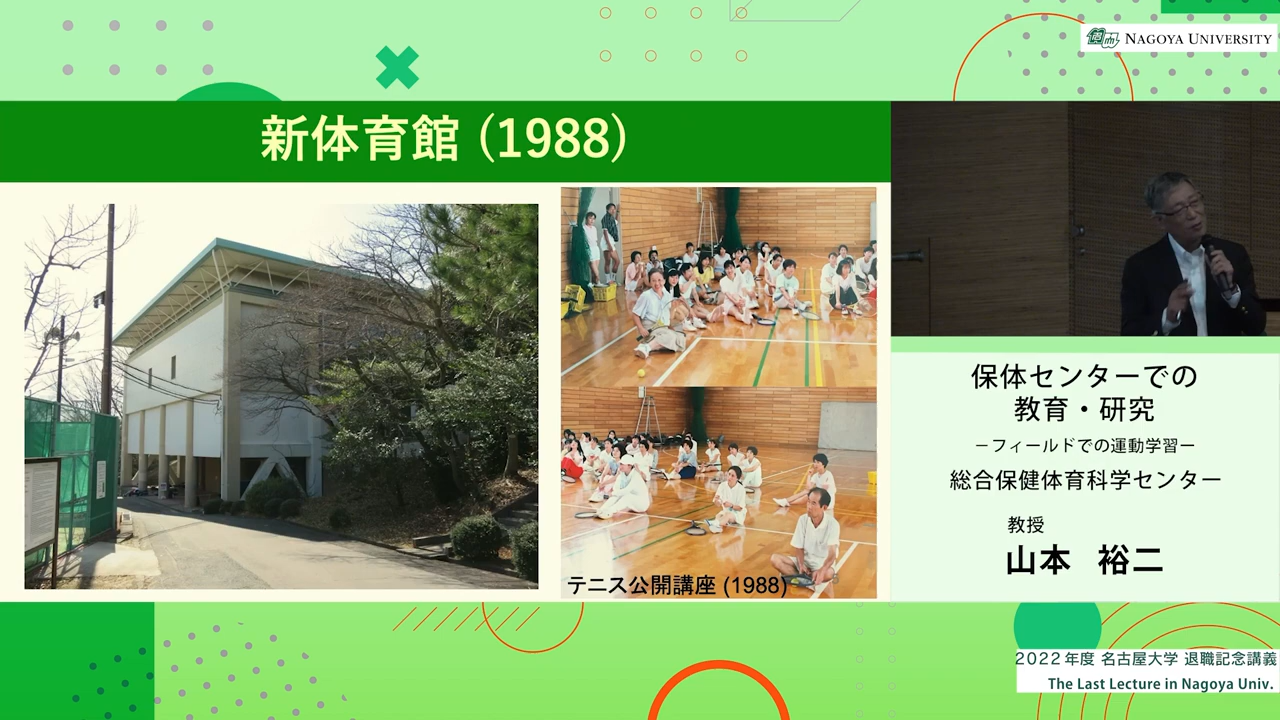 NAGOYA UNIVERSITY
新体育館 (1988)
テニス公開講座 (1988)
保体センターでの
教育・研究
－フィールドでの運動学習－
総合保健体育科学センター
教授
山本 裕二
2022年度 名古屋大学 退職記念講義
The Last Lecture in Nagoya Univ.